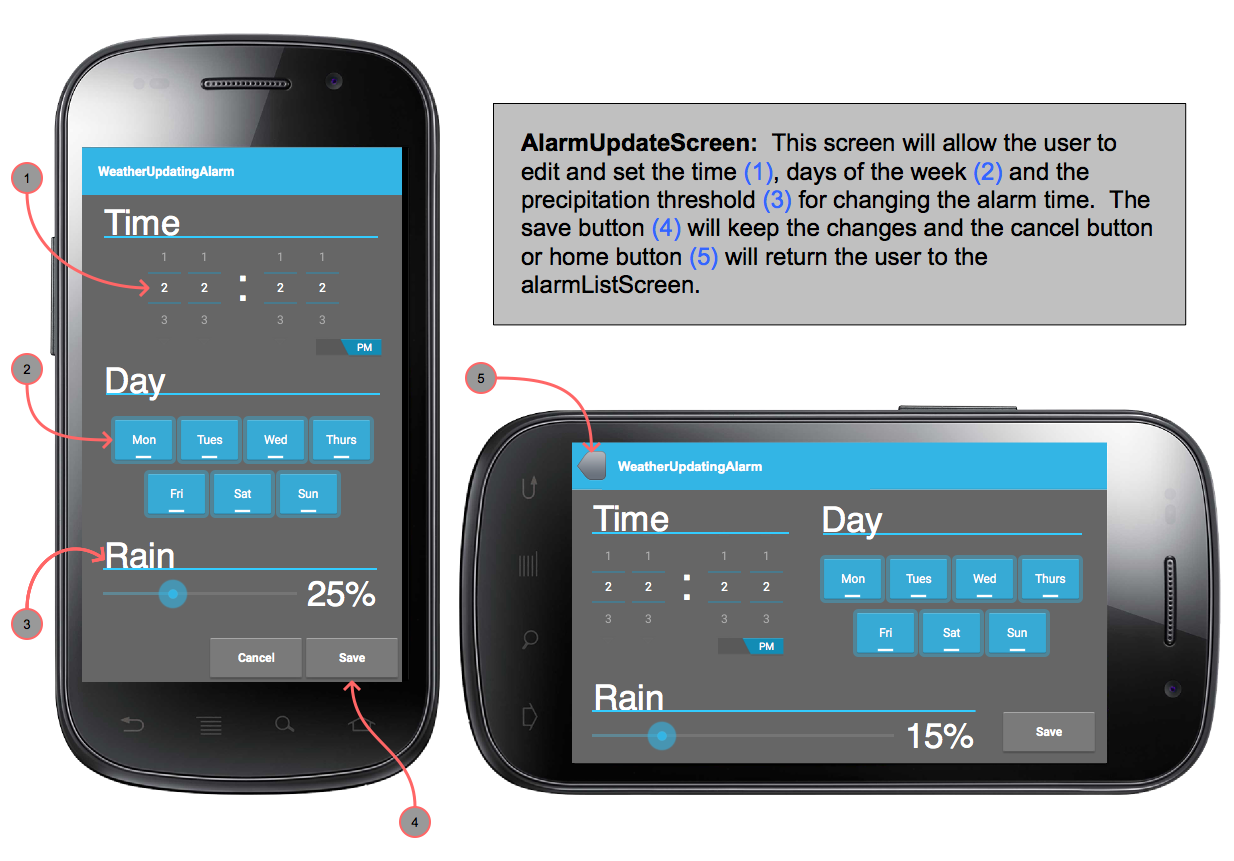 WeatherUpdatingAlarm
Time
1 1 1 1
2 2 : 2 2
3 3 3 3
PM
Day
Mon Tues Wed Thurs
Fri Sat Sun
Rain
25%
Cancel Save
1
2
3
4
AlarmUpdateScreen: This screen will allow the user to
edit and set the time (1), days of the week (2) and the
precipitation threshold (3) for changing the alarm time. The
save button (4) will keep the changes and the cancel button
or home button (5) will return the user to the
alarmListScreen.
5
WeatherUpdatingAlarm
Time
1 1 1 1
2 2 : 2 2
3 3 3 3
PM
Day
Mon Tues Wed Thurs
Fri Sat Sun
Rain
15%
Save